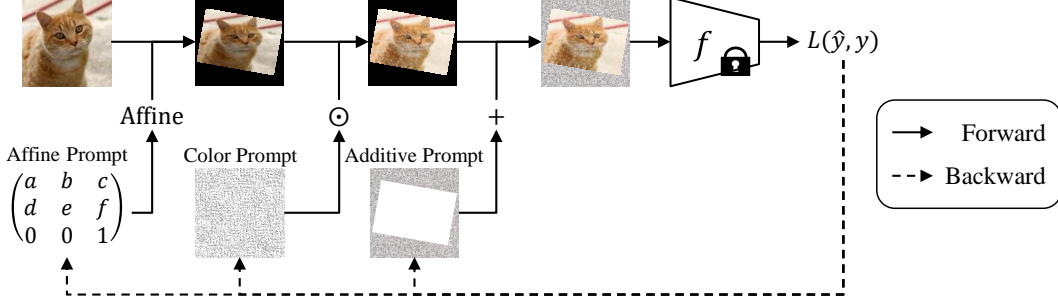 f
L(ŷ, y)
Affine
⊙
+
Affine Prompt
Color Prompt
Additive Prompt
a b c
d e f
0 0 1
Forward
Backward